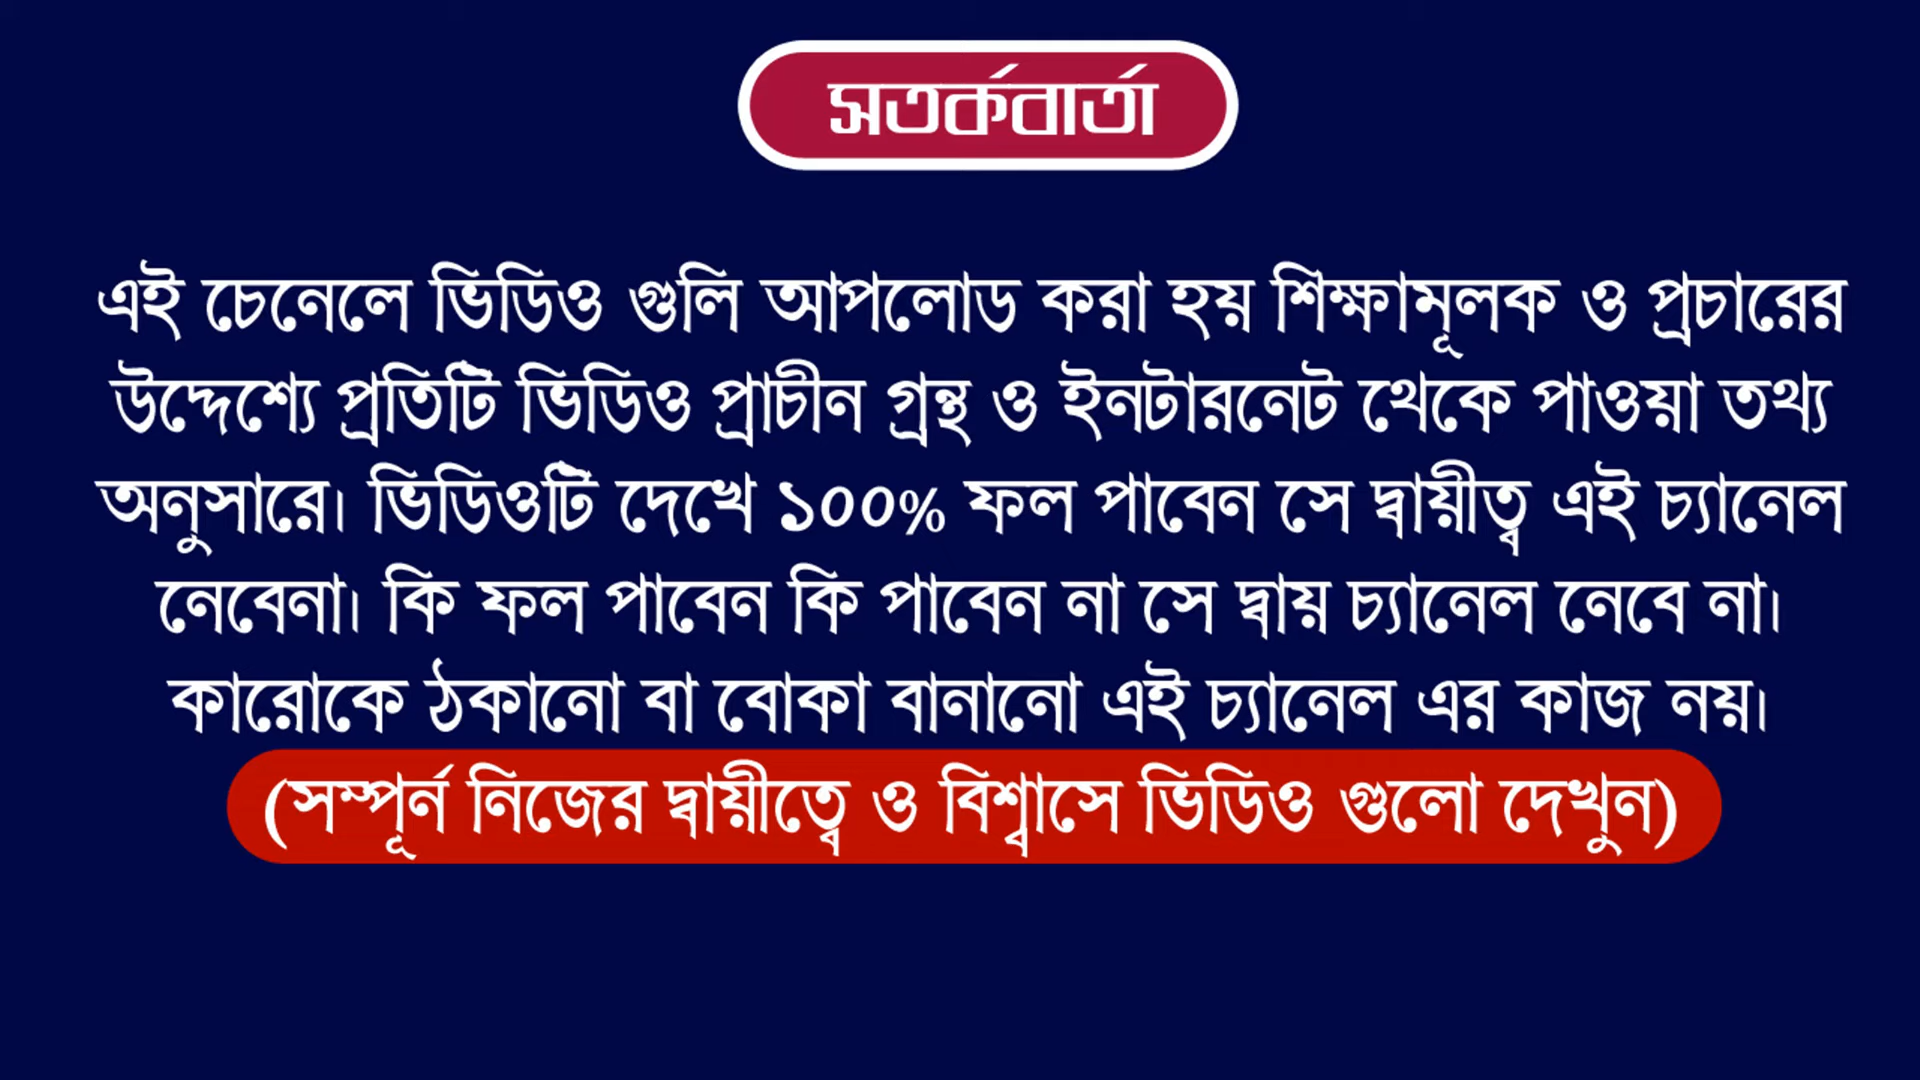 সতর্কবার্তা
এই চেনেলে ভিডিও গুলি আপলোড করা হয় শিক্ষামূলক ও প্রচারের
উদ্দেশ্যে প্রতিটি ভিডিও প্রাচীন গ্রন্থ ও ইনটারনেট থেকে পাওয়া তথ্য
অনুসারে। ভিডিওটি দেখে ১০০% ফল পাবেন সে দ্বায়ীত্ব এই চ্যানেল
নেবেনা। কি ফল পাবেন কি পাবেন না সে দ্বায় চ্যানেল নেবে না।
কারোকে ঠকানো বা বোকা বানানো এই চ্যানেল এর কাজ নয়।
(সম্পূর্ন নিজের দ্বায়ীত্বে ও বিশ্বাসে ভিডিও গুলো দেখুন)